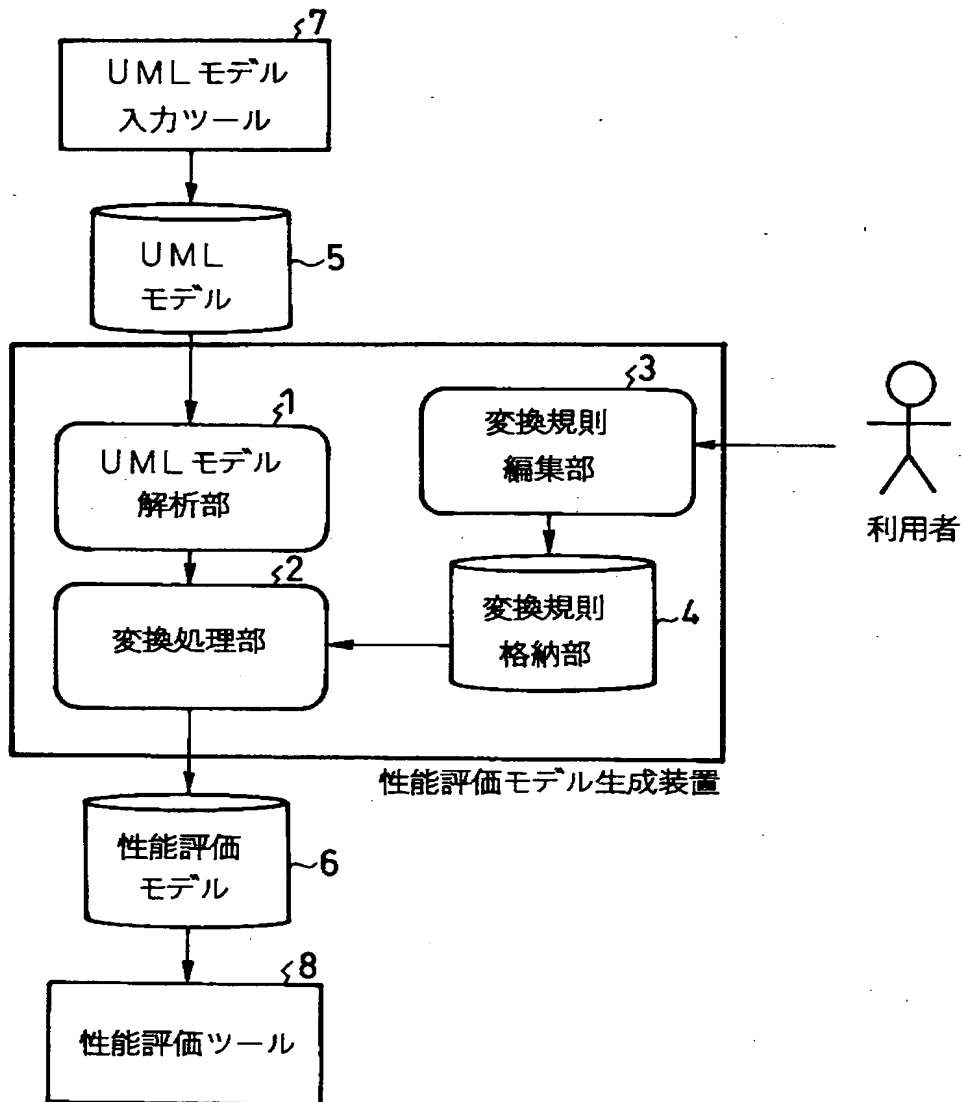 7
UMLモデル
入力ツール
UML
モデル
5
1
UMLモデル
解析部
3
変換規則
編集部
利用者
2
変換処理部
変換規則
格納部
4
性能評価モデル生成装置
性能評価
モデル
6
8
性能評価ツール